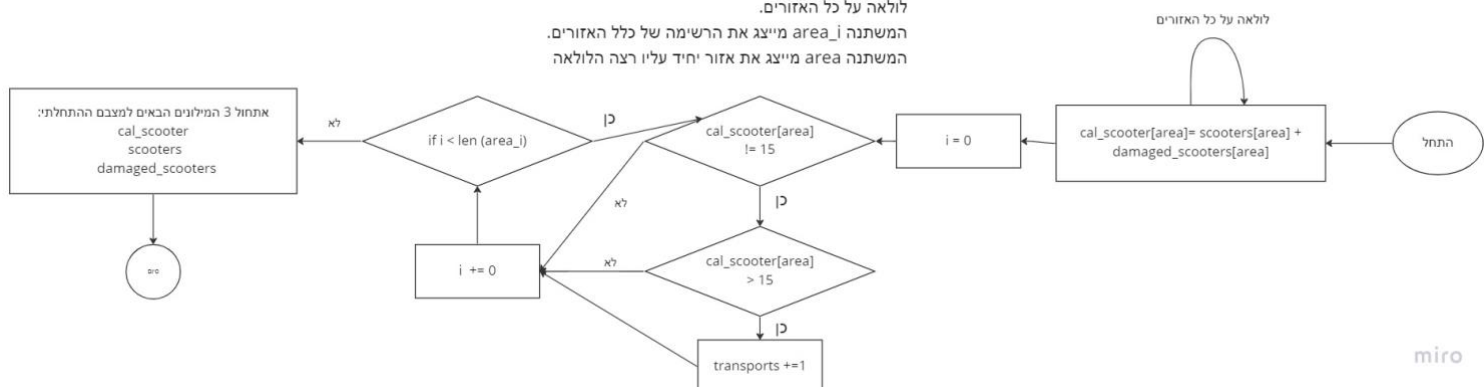 לולאה על כל האזורים.
המשתנה area_i מייצג את הרשימה של כלל האזורים.
המשתנה area מייצג את אזור יחיד עליו רצה הלולאה
לולאה על כל האזורים
התחל
cal_scooter[area]= scooters[area] +
damaged_scooters[area]
i = 0
cal_scooter[area]
!= 15
כן
לא
cal_scooter[area]
> 15
לא
כן
transports +=1
i += 0
if i < len (area_i)
כן
לא
אתחול 3 המילונים הבאים למצבם ההתחלתי:
cal_scooter
scooters
damaged_scooters
סיום
miro